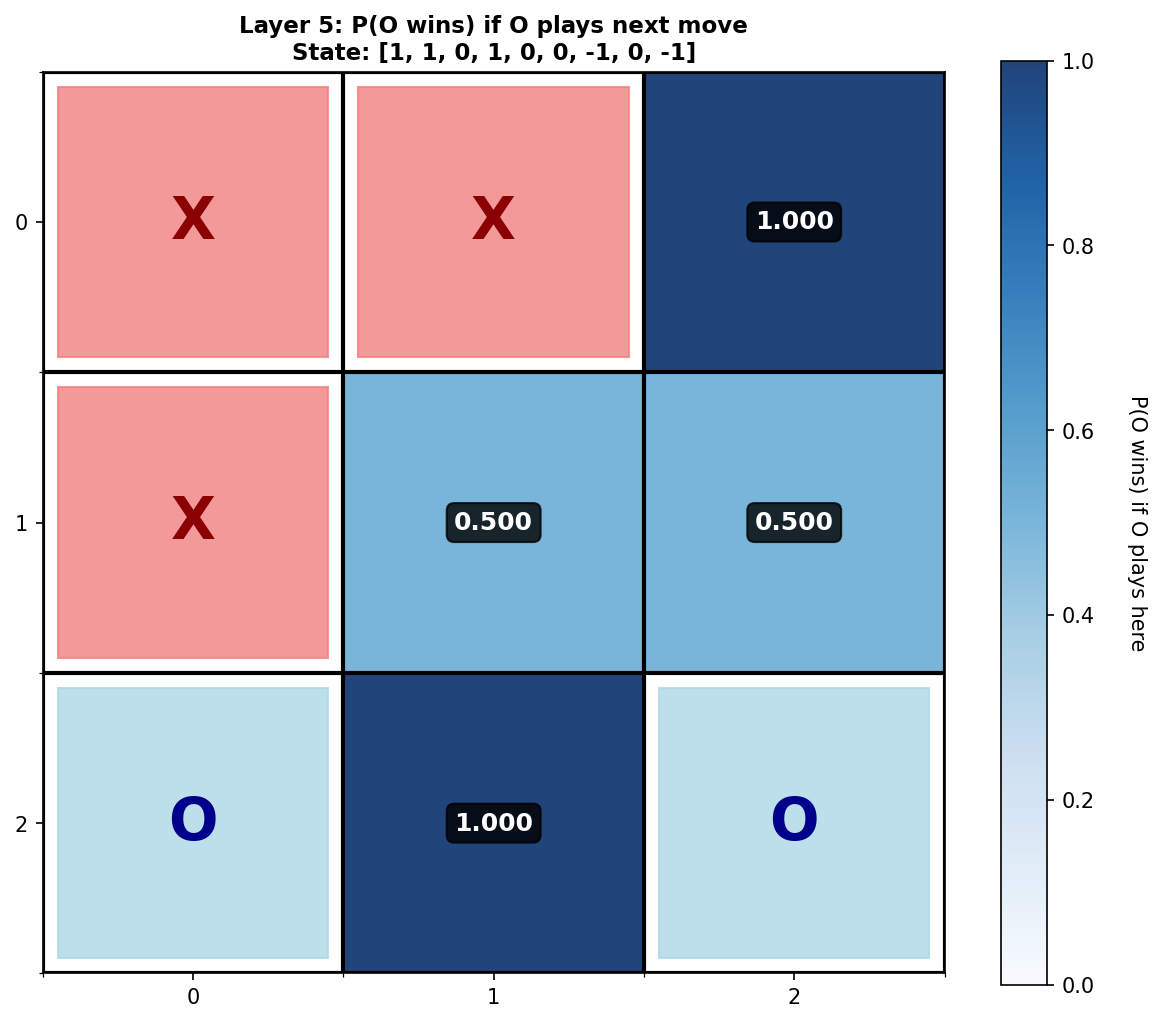 Layer 5: P(O wins) if O plays next move
State: [1, 1, 0, 1, 0, 0, -1, 0, -1]
0
X
X
1.000
1
X
0.500
0.500
2
O
1.000
O
0
1
2
1.0
0.8
0.6
0.4
0.2
0.0
P(O wins) if O plays here